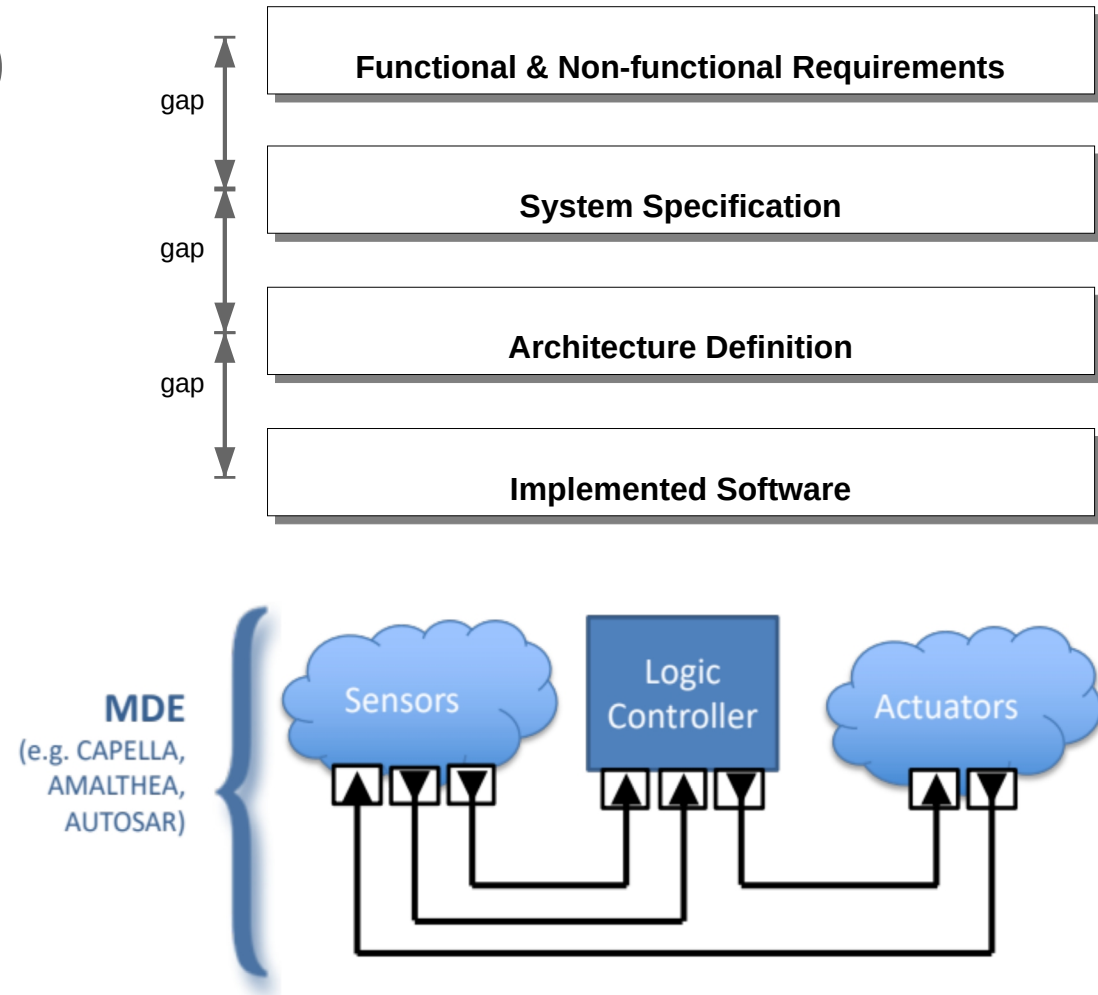 )
Functional & Non-functional Requirements
gap
System Specification
gap
Architecture Definition
gap
Implemented Software
MDE
(e.g. CAPELLA,
AMALTHEA,
AUTOSAR)
Sensors
Logic
Controller
Actuators